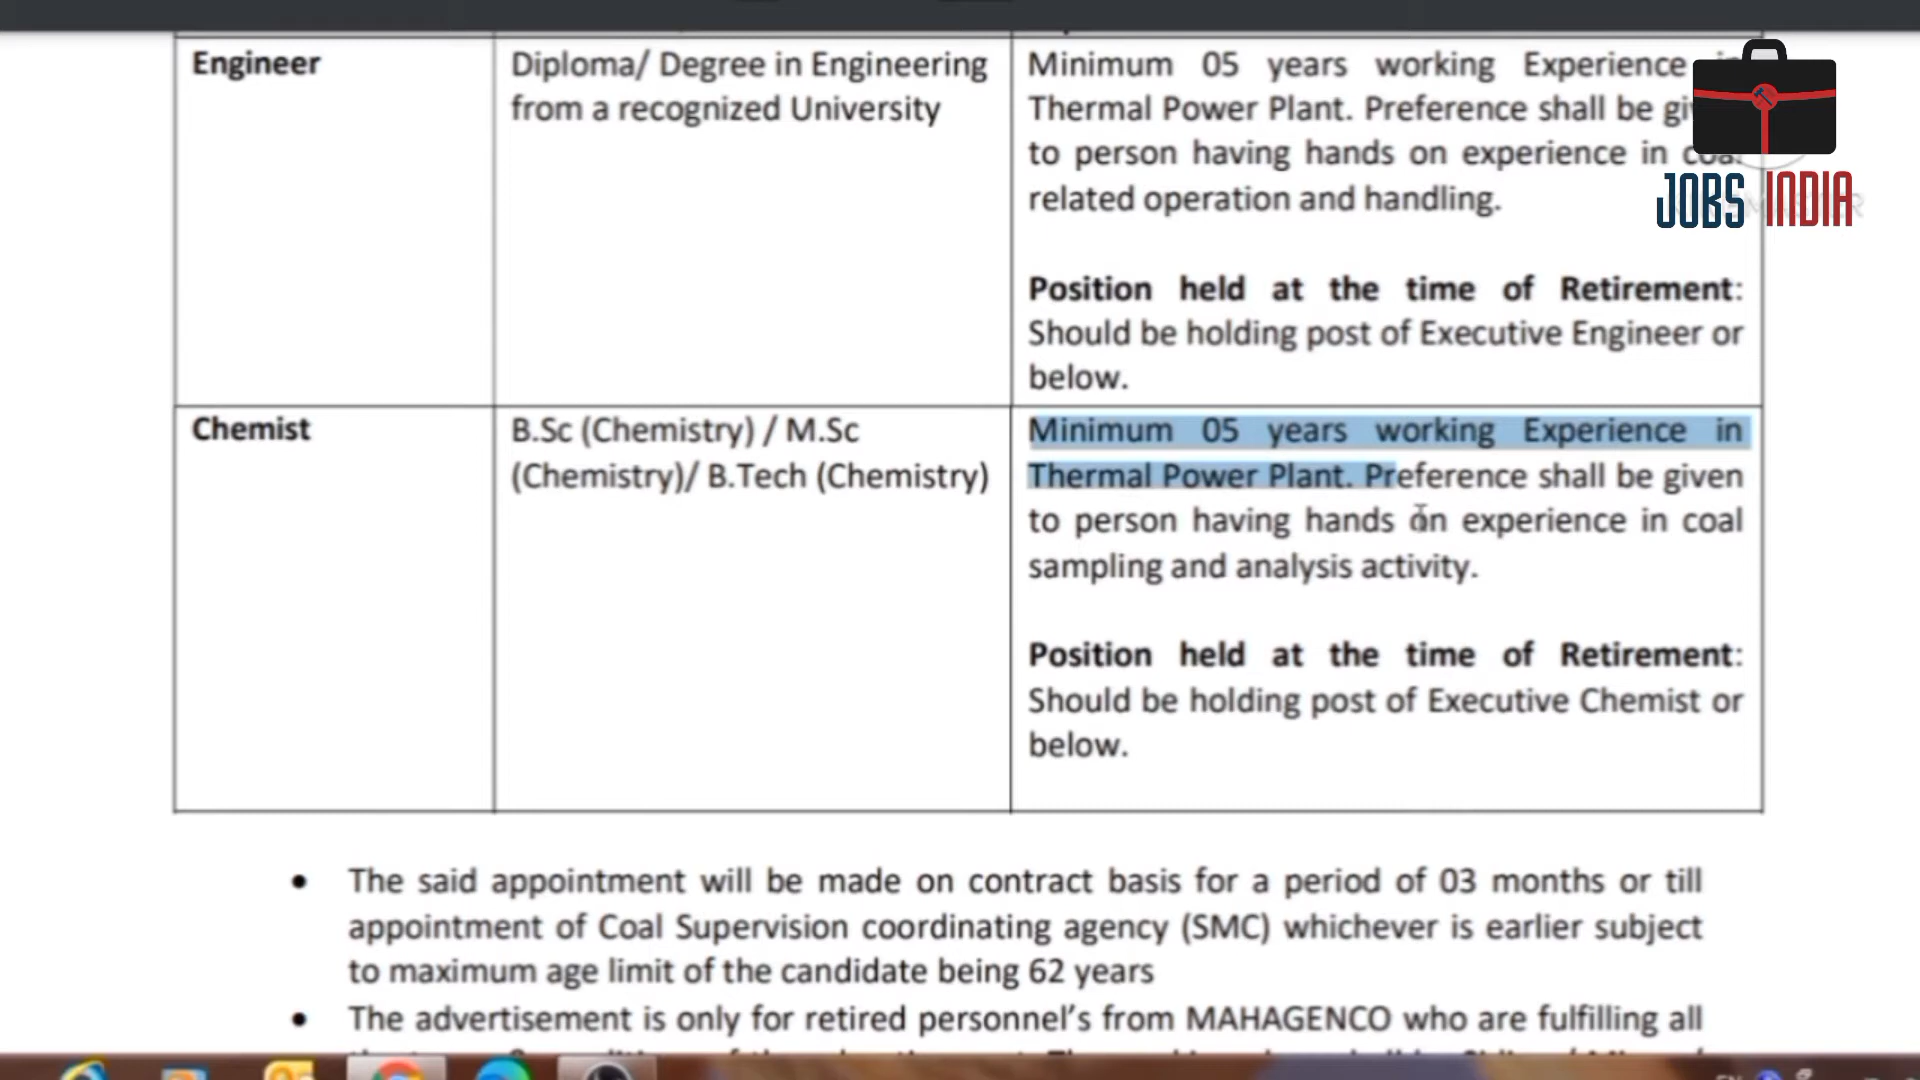 Engineer
Diploma/ Degree in Engineering
from a recognized University
Minimum 05 years working Experience
Thermal Power Plant. Preference shall be
to person having hands on experience in
related operation and handling.
Position held at the time of Retirement:
Should be holding post of Executive Engineer or
below.
JOBS INDIA
Chemist
B.Sc (Chemistry) / M.Sc
(Chemistry)/ B.Tech (Chemistry)
Minimum 05 years working Experience in
Thermal Power Plant. Preference shall be given
to person having hands on experience in coal
sampling and analysis activity.
Position held at the time of Retirement:
Should be holding post of Executive Chemist or
below.
• The said appointment will be made on contract basis for a period of 03 months or till
appointment of Coal Supervision coordinating agency (SMC) whichever is earlier subject
to maximum age limit of the candidate being 62 years
• The advertisement is only for retired personnel's from MAHAGENCO who are fulfilling all